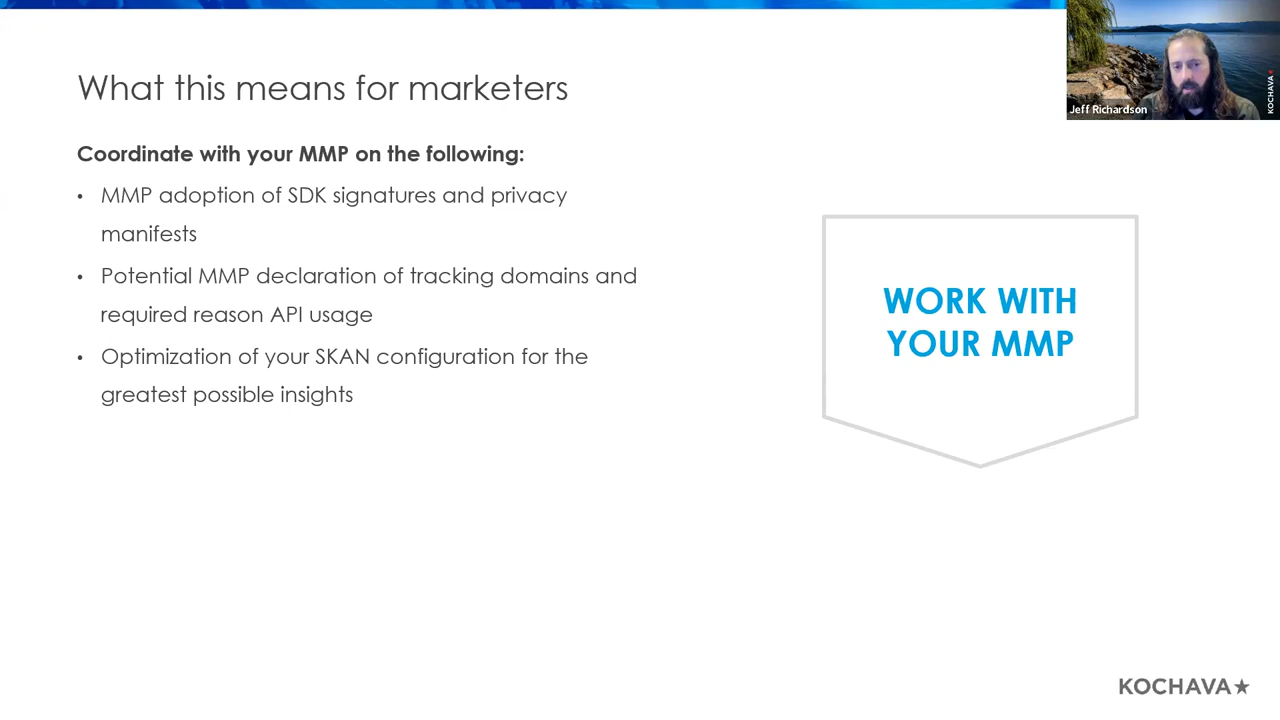 What this means for marketers
Coordinate with your MMP on the following:
• MMP adoption of SDK signatures and privacy
manifests
• Potential MMP declaration of tracking domains and
required reason API usage
• Optimization of your SKAN configuration for the
greatest possible insights
WORK WITH
YOUR MMP
Jeff Richardson
KOCHAVA★
KOCHAVA★